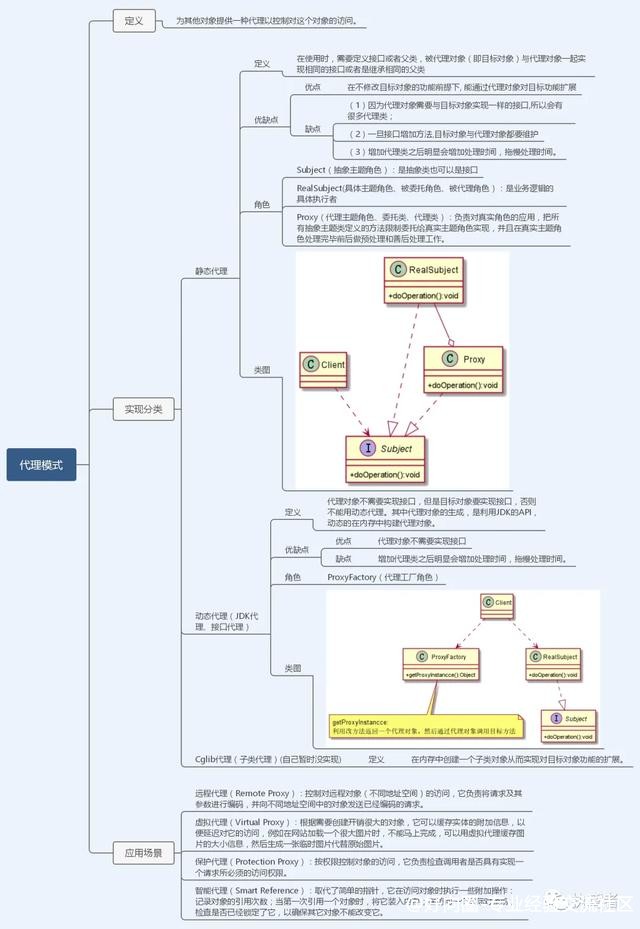 代理模式
定义
为其他对象提供一种代理以控制对这个对象的访问。
实现分类
静态代理
定义
在使用时，需要定义接口或者父类，被代理对象（即目标对象）与代理对象一起实
现相同的接口或者是继承相同的父类
优缺点
优点
在不修改目标对象的功能前提下, 能通过代理对象对目标功能扩展
缺点
（1）因为代理对象需要与目标对象实现一样的接口,所以会有
很多代理类；
（2）一旦接口增加方法,目标对象与代理对象都要维护
（3）增加代理类之后明显会增加处理时间，拖慢处理时间。
角色
Subject（抽象主题角色）：是抽象类也可以是接口
RealSubject(具体主题角色、被委托角色、被代理角色）：是业务逻辑的
具体执行者
Proxy（代理主题角色、委托类、代理类）：负责对真实角色的应用，把所
有抽象主题类定义的方法限制委托给真实主题角色实现，并且在真实主题角
色处理完毕前后做预处理和善后处理工作。
类图
C RealSubject
+doOperation():void
C Client
C Proxy
+doOperation():void
I Subject
+doOperation():void
动态代理（JDK代
理、接口代理）
定义
代理对象不需要实现接口，但是目标对象要实现接口，否则
不能用动态代理。其中代理对象的生成，是利用JDK的API，
动态的在内存中构建代理对象。
优缺点
优点
代理对象不需要实现接口
缺点
增加代理类之后明显会增加处理时间，拖慢处理时间。
角色
ProxyFactory（代理工厂角色）
类图
C Client
C ProxyFactory
+getProxyInstancce():Object
C RealSubject
+doOperation():void
I Subject
+doOperation():void
getProxyInstancce:
利用改方法返回一个代理对象，然后通过代理对象调用目标方法
Cglib代理（子类代理）(自己暂时没实现)
定义
在内存中创建一个子类对象从而实现对目标对象功能的扩展。
应用场景
远程代理（Remote Proxy）：控制对远程对象（不同地址空间）的访问，它负责将请求及其
参数进行编码，并向不同地址空间中的对象发送已经编码的请求。
虚拟代理（Virtual Proxy）：根据需要创建开销很大的对象，它可以缓存实体的附加信息，以
便延迟对它的访问，例如在网站加载一个很大图片时，不能马上完成，可以用虚拟代理缓存图
片的大小信息，然后生成一张临时图片代替原始图片。
保护代理（Protection Proxy）：按权限控制对象的访问，它负责检查调用者是否具有实现一
个请求所必须的访问权限。
智能代理（Smart Reference）：取代了简单的指针，它在访问对象时执行一些附加操作：
记录对象的引用次数；当第一次引用一个对象时，将它装入内
检查是否已经锁定了它，以确保其它对象不能改变它。